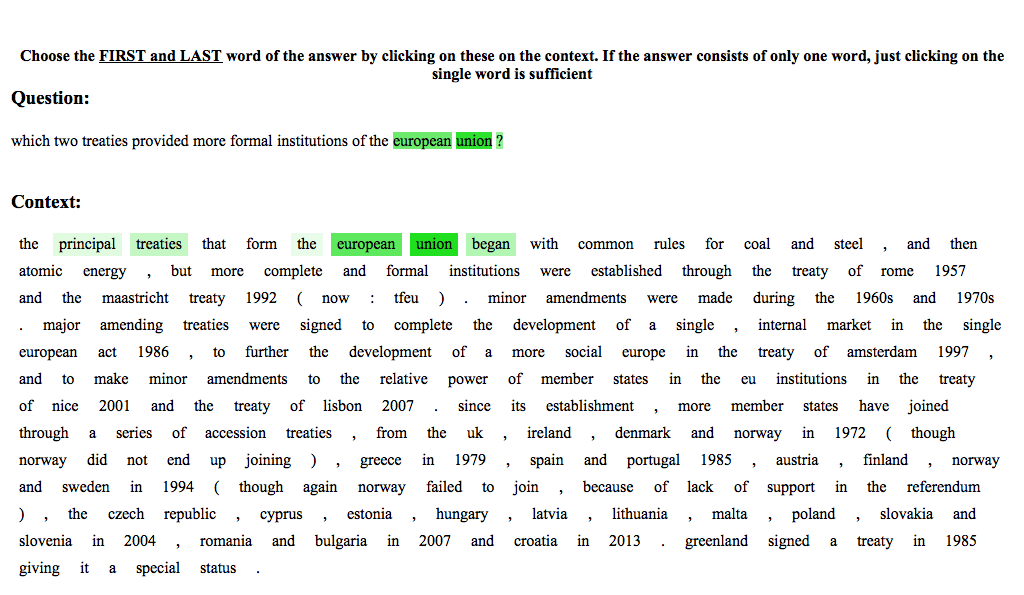 Choose the FIRST and LAST word of the answer by clicking on these on the context. If the answer consists of only one word, just clicking on the
single word is sufficient
Question:
which two treaties provided more formal institutions of the european union ?
Context:
the principal treaties that form the european union began with common rules for coal and steel , and then
atomic energy , but more complete and formal institutions were established through the treaty of rome 1957
and the maastricht treaty 1992 ( now : tfeu ) . minor amendments were made during the 1960s and 1970s
. major amending treaties were signed to complete the development of a single , internal market in the single
european act 1986 , to further the development of a more social europe in the treaty of amsterdam 1997 ,
and to make minor amendments to the relative power of member states in the eu institutions in the treaty
of nice 2001 and the treaty of lisbon 2007 . since its establishment , more member states have joined
through a series of accession treaties , from the uk , ireland , denmark and norway in 1972 ( though
norway did not end up joining ) , greece in 1979 , spain and portugal 1985 , austria , finland , norway
and sweden in 1994 ( though again norway failed to join , because of lack of support in the referendum
) , the czech republic , cyprus , estonia , hungary , latvia , lithuania , malta , poland , slovakia and
slovenia in 2004 , romania and bulgaria in 2007 and croatia in 2013 . greenland signed a treaty in 1985
giving it a special status .